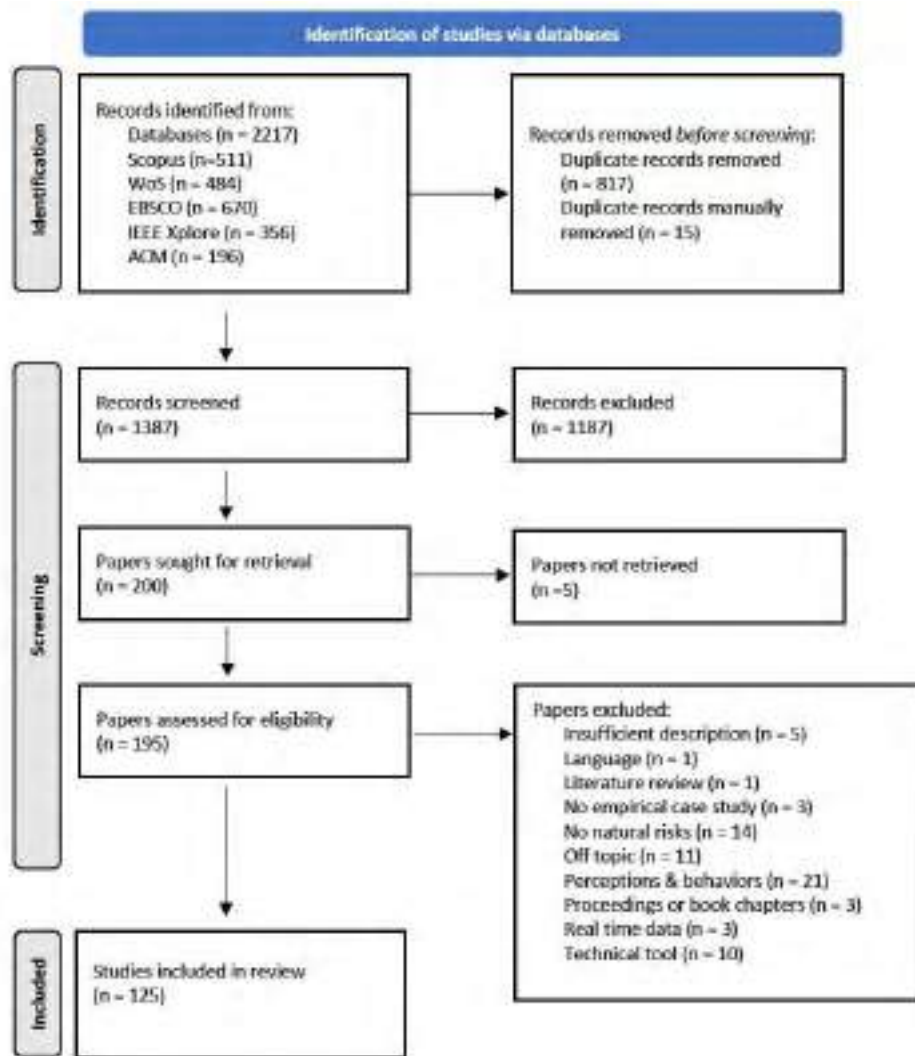 Identification of studies via databases
Identification
Records identified from:
Databases (n = 2217)
Scopus (n=511)
WoS (n = 484)
EBSCO (n = 670)
IEEE Xplore (n = 356)
ACM (n = 196)
Records removed before screening:
Duplicate records removed
(n = 817)
Duplicate records manually
removed (n = 15)
Screening
Records screened
(n = 1387)
Records excluded
(n = 1187)
Papers sought for retrieval
(n = 200)
Papers not retrieved
(n =5)
Papers assessed for eligibility
(n = 195)
Papers excluded:
Insufficient description (n = 5)
Language (n = 1)
Literature review (n = 1)
No empirical case study (n = 3)
No natural risks (n = 14)
Off topic (n = 11)
Perceptions & behaviors (n = 21)
Proceedings or book chapters (n = 3)
Real time data (n = 3)
Technical tool (n = 10)
Included
Studies included in review
(n = 125)